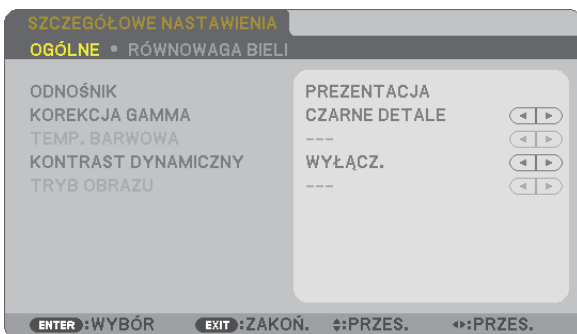 SZCZEGÓŁOWE NASTAWIENIA
OGÓLNE • RÓWNOWAGA BIELI
ODNOŚNIK PREZENTACJA
KOREKCJA GAMMA CZARNE DETALE
TEMP. BARWOWA ---
KONTRAST DYNAMICZNY WYŁĄCZ.
TRYB OBRAZU ---
ENTER :WYBÓR EXIT :ZAKOŃ. :PRZES. :PRZES.